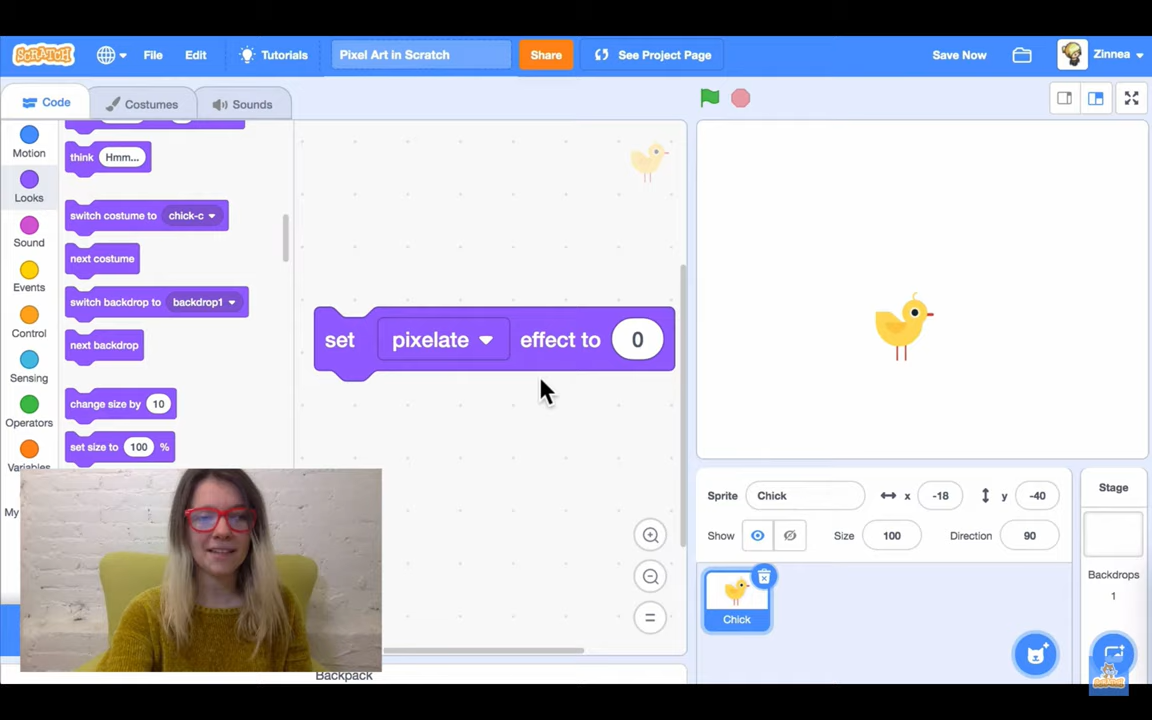 SCRATCH File Edit Tutorials Pixel Art in Scratch Share See Project Page Save Now Zinnea
Code Costumes Sounds
Motion
Looks
Sound
Events
Control
Sensing
Operators
Variables
My
think Hmm...
switch costume to chick-c
next costume
switch backdrop to backdrop1
next backdrop
change size by 10
set size to 100 %
set pixelate effect to 0
Backpack
Sprite Chick x -18 y -40
Show Size 100 Direction 90
Chick
Stage
Backdrops
1